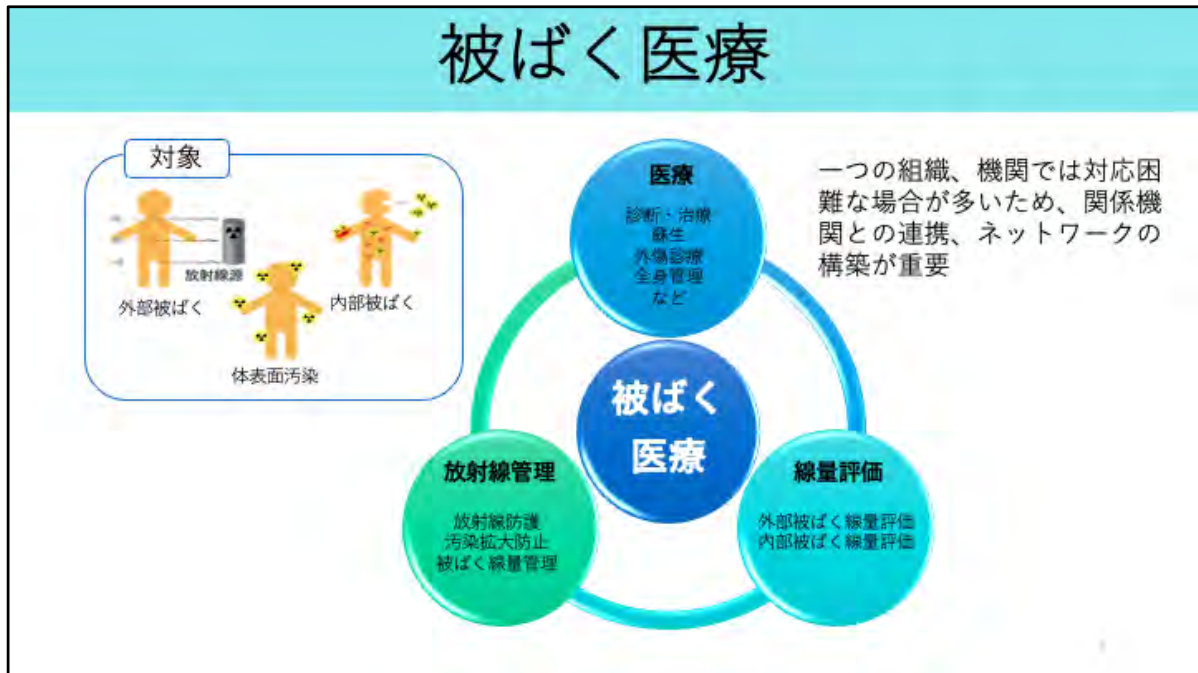 被ばく医療
対象
放射線源
外部被ばく
内部被ばく
体表面汚染
医療
診断・治療
蘇生
外傷診療
全身管理
など
被ばく
医療
放射線管理
放射線防護
汚染拡大防止
被ばく線量管理
線量評価
外部被ばく線量評価
内部被ばく線量評価
一つの組織、機関では対応困
難な場合が多いため、関係機
関との連携、ネットワークの
構築が重要